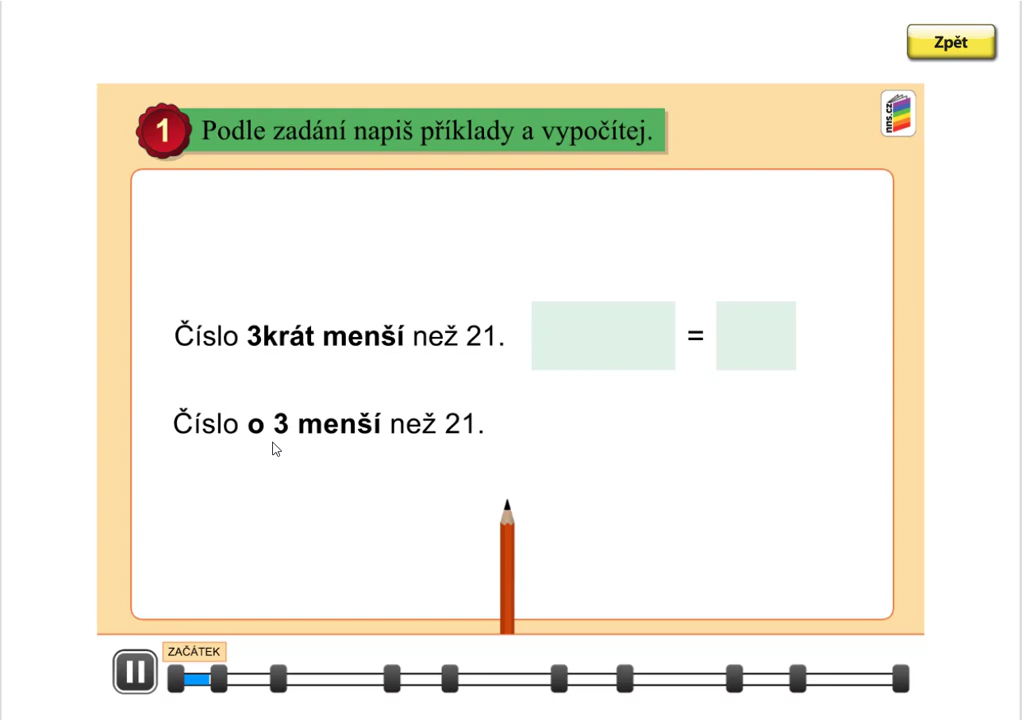 Zpět
1 Podle zadání napiš příklady a vypočítej.
nns.cz
Číslo 3krát menší než 21. =
Číslo o 3 menší než 21.
ZAČÁTEK